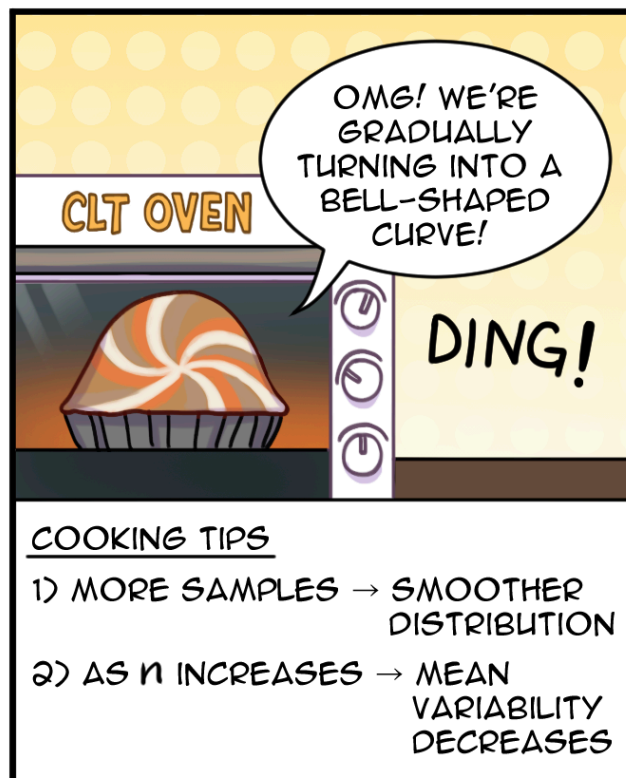 OMG! WE'RE
GRADUALLY
TURNING INTO A
BELL-SHAPED
CURVE!
CLT OVEN
DING!
COOKING TIPS
1) MORE SAMPLES → SMOOTHER
DISTRIBUTION
2) AS n INCREASES → MEAN
VARIABILITY
DECREASES